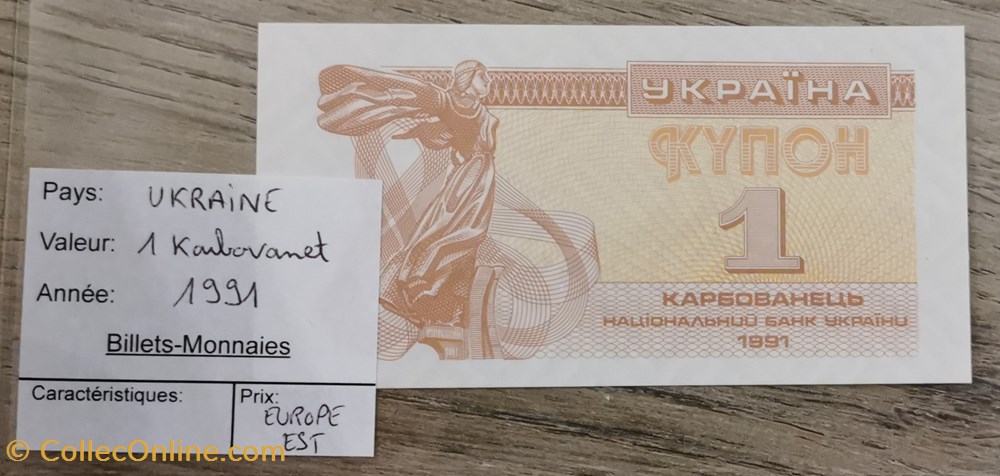 УКРАЇНА
КУПОН
1
КАРБОВАНЕЦЬ
НАЦІОНАЛЬНИЙ БАНК УКРАЇНИ
1991
Pays: UKRAINE
Valeur: 1 Karbovanet
Année: 1991
Billets-Monnaies
Caractéristiques:
Prix:
EUROPE
EST
© CollecOnline.com